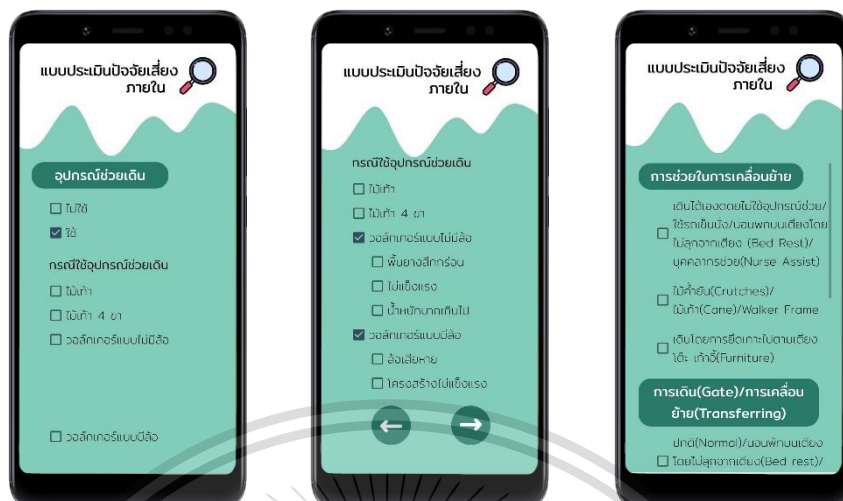 แบบประเมินปัจจัยเสี่ยง
ภายใน
อุปกรณ์ช่วยเดิน
ไม่ใช้
ใช้
กรณีใช้อุปกรณ์ช่วยเดิน
ไม้เท้า
ไม้เท้า 4 ขา
วอล์กเกอร์แบบไม่มีล้อ
วอล์กเกอร์แบบมีล้อ
แบบประเมินปัจจัยเสี่ยง
ภายใน
กรณีใช้อุปกรณ์ช่วยเดิน
ไม้เท้า
ไม้เท้า 4 ขา
วอล์กเกอร์แบบไม่มีล้อ
พื้นยางสึกกร่อน
ไม่แข็งแรง
น้ำหนักมากเกินไป
วอล์กเกอร์แบบมีล้อ
ล้อเสียหาย
โครงสร้างไม่แข็งแรง
แบบประเมินปัจจัยเสี่ยง
ภายใน
การช่วยในการเคลื่อนย้าย
เดินได้เองตดยไม่ใช้อุปกรณ์ช่วย/
ใช้รถเข็นนั่ง/นอนพักบนเตียงโดย
ไม่ลุกจากเตียง (Bed Rest)/
บุคคลากรช่วย(Nurse Assist)
ไม้ค้ำยัน(Crutches)/
ไม้เท้า(Cane)/Walker Frame
เดินโดยการยึดเกาะไปตามเตียง
โต๊ะ เก้าอี้(Furniture)
การเดิน(Gate)/การเคลื่อน
ย้าย(Transferring)
ปกติ(Normal)/นอนพักบนเตียง
โดยไม่ลุกจากเตียง(Bed rest)/